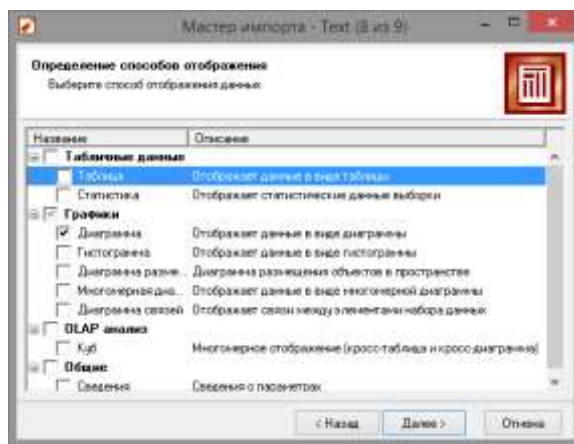 Мастер импорта - Text (8 из 9)
Определение способов отображения
Выберите способ отображения данных
Название Описание
Табличные данные
Таблица Отображает данные в виде таблицы
Статистика Отображает статистические данные выборки
Графики
Диаграмма Отображает данные в виде диаграммы
Гистограмма Отображает данные в виде гистограммы
Диаграмма разме... Диаграмма размещения объектов в пространстве
Многомерная диа... Отображает данные в виде многомерной диаграммы
Диаграмма связей Отображает связи между элементами набора данных
OLAP анализ
Куб Многомерное отображение (кросс-таблица и кросс-диаграмма)
Общие
Сведения Сведения о параметрах
< Назад Далее > Отмена